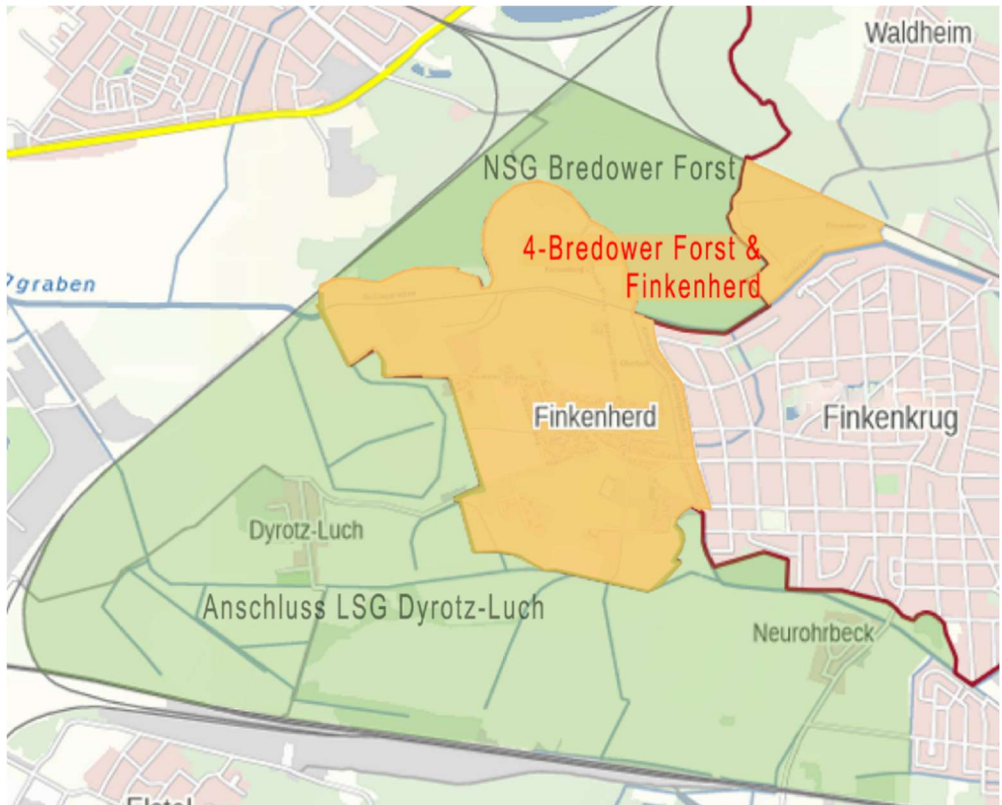 Waldheim
NSG Bredower Forst
4-Bredower Forst &
Finkenherd
graben
Finkenherd
Finkenkrug
Dyrotz-Luch
Anschluss LSG Dyrotz-Luch
Neurohrbeck